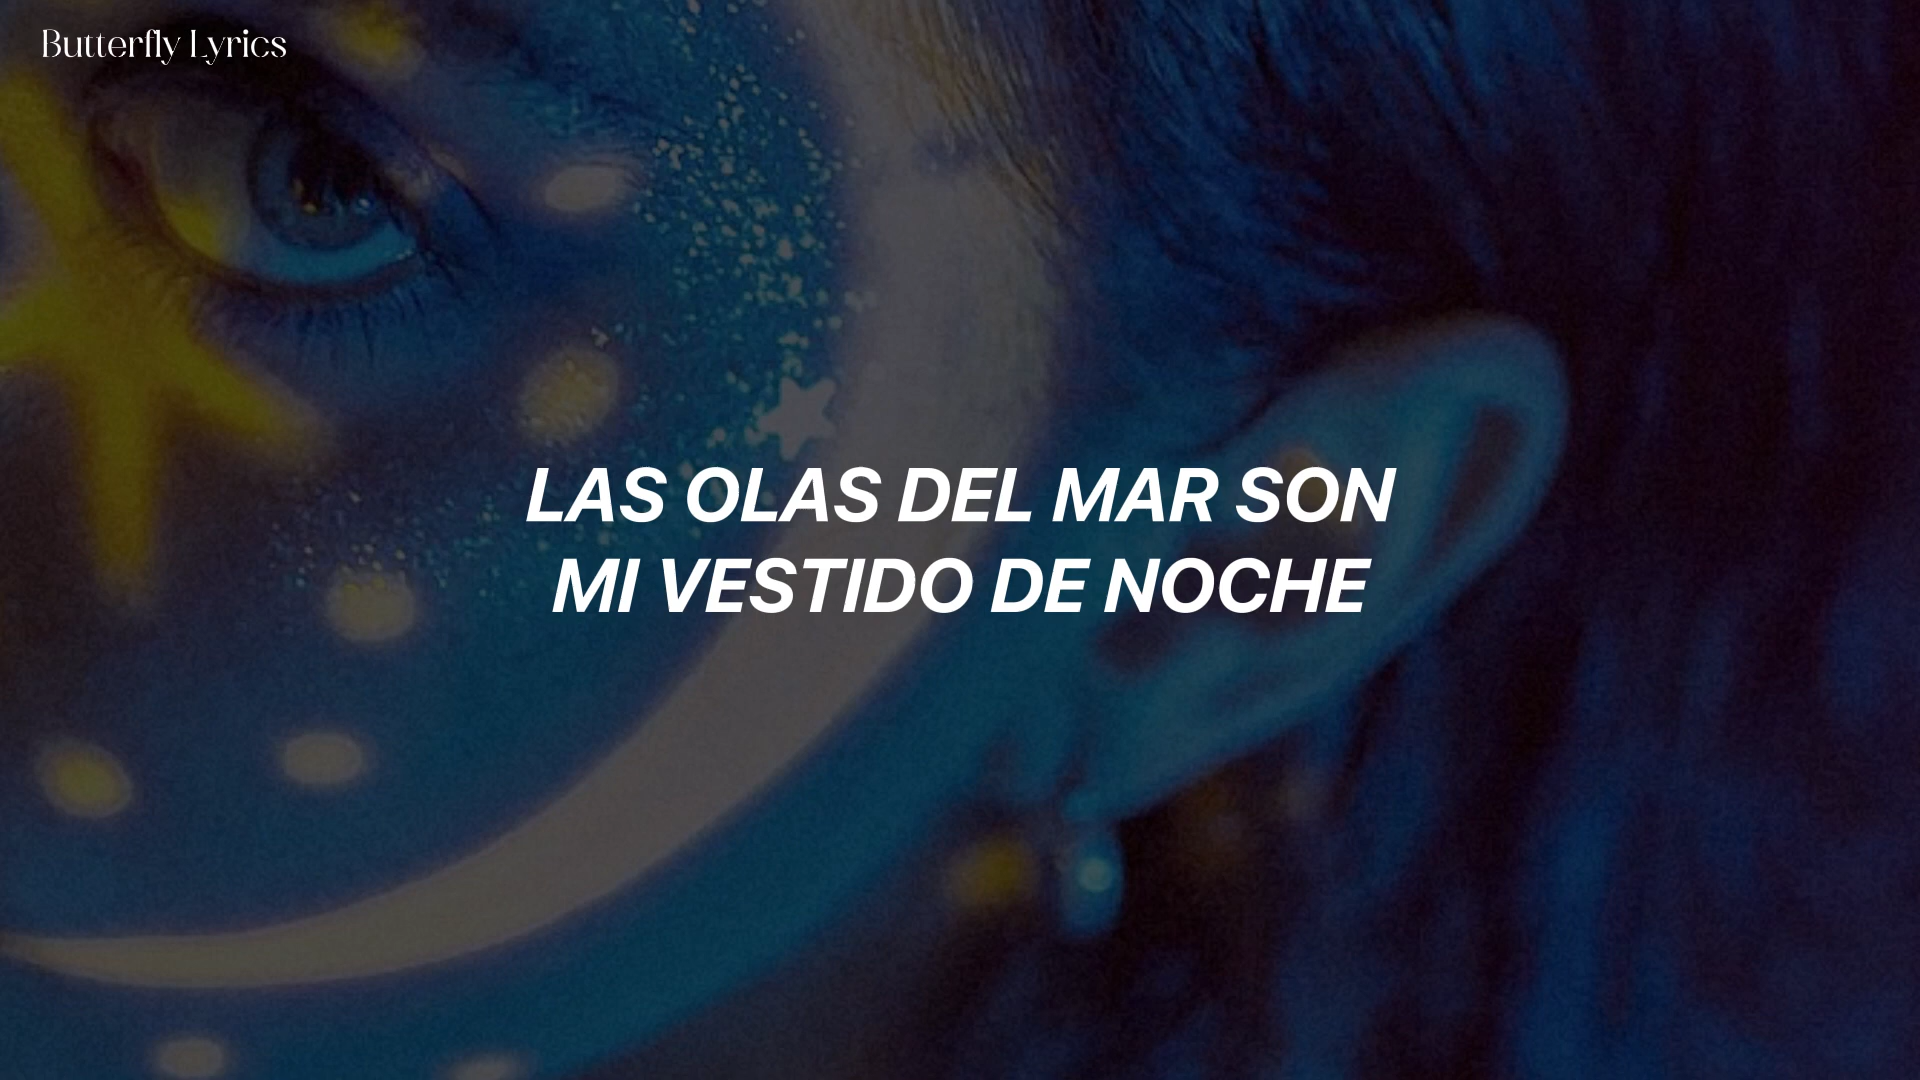 Butterfly Lyrics
LAS OLAS DEL MAR SON
MI VESTIDO DE NOCHE